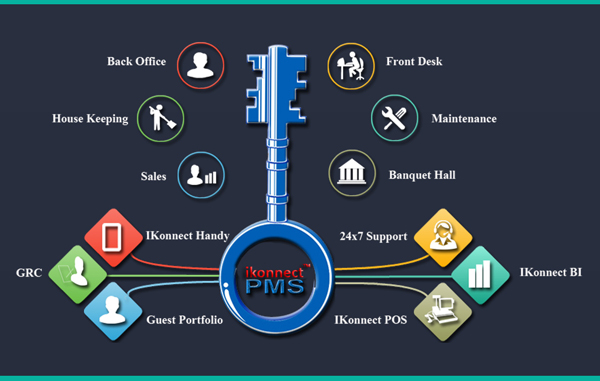 Back Office
Front Desk
House Keeping
Maintenance
Sales
Banquet Hall
IKonnect Handy
24x7 Support
GRC
ikonnect™
PMS
IKonnect BI
Guest Portfolio
IKonnect POS